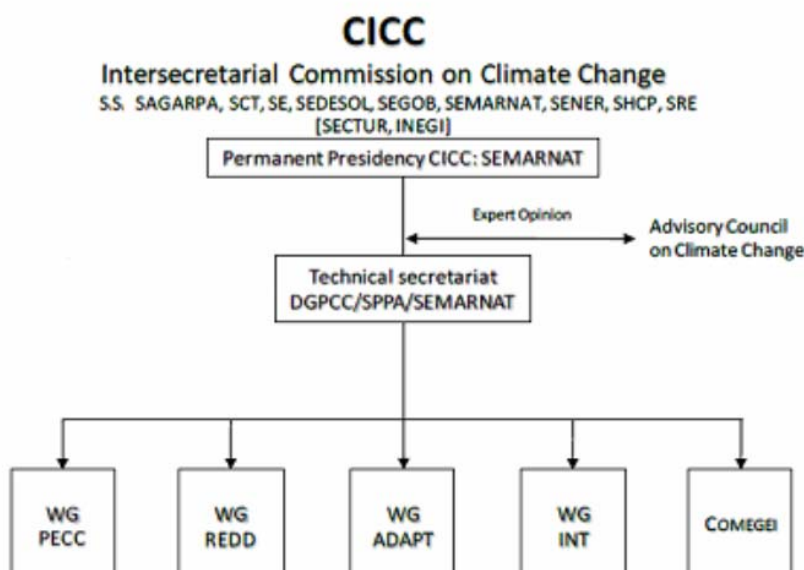 CICC
Intersecretarial Commission on Climate Change
S.S. SAGARPA, SCT, SE, SEDESOL, SEGOB, SEMARNAT, SENER, SHCP, SRE
[SECTUR, INEGI]
Permanent Presidency CICC: SEMARNAT
Expert Opinion
Advisory Council
on Climate Change
Technical secretariat
DGPCC/SPPA/SEMARNAT
WG
PECC
WG
REDD
WG
ADAPT
WG
INT
COMEGEI